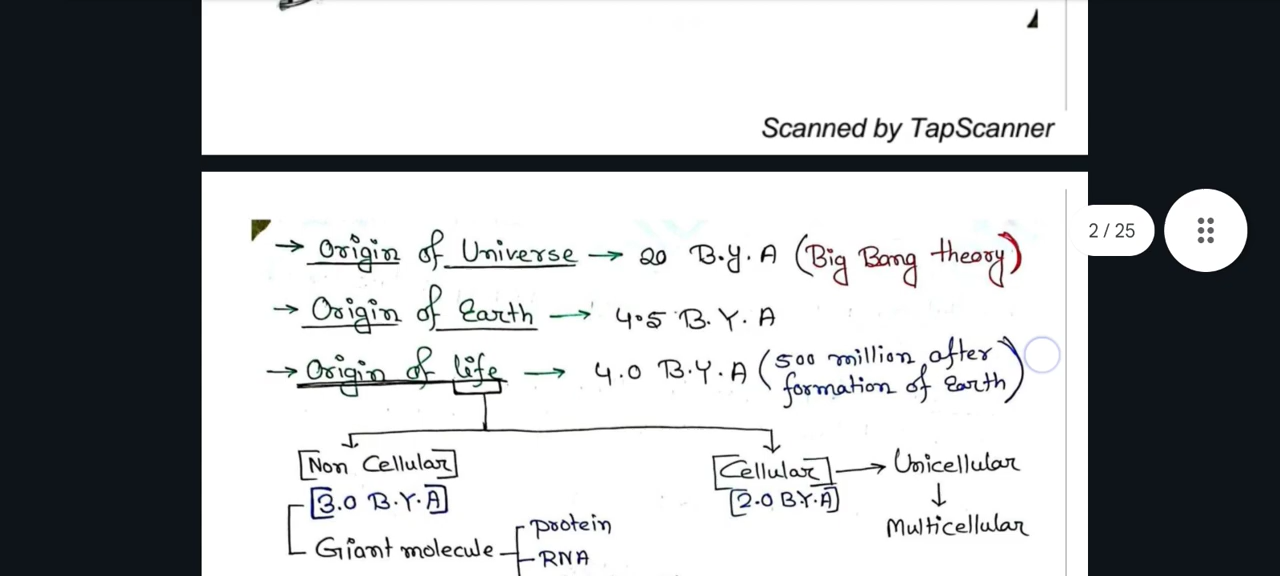 Scanned by TapScanner
2 / 25
→ Origin of Universe → 20 B.Y.A (Big Bang theory)
→ Origin of Earth → 4.5 B.Y.A
→ Origin of life → 4.0 B.Y.A (500 million after formation of Earth)
Non Cellular
Cellular → Unicellular
[3.0 B.Y.A]
[2.0 B.Y.A]
↓
Multicellular
Giant molecule
Protein
RNA